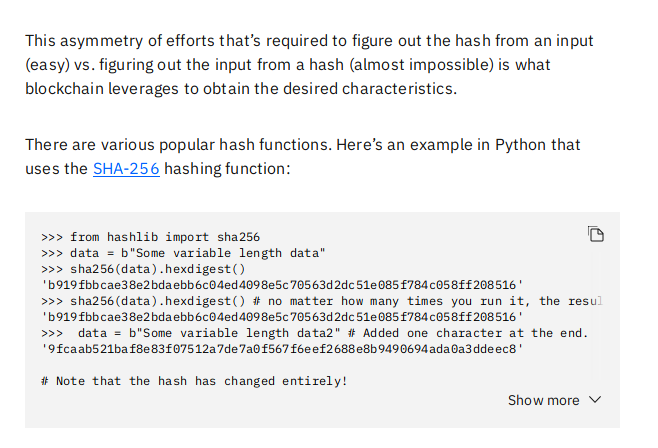 This asymmetry of efforts that's required to figure out the hash from an input
(easy) vs. figuring out the input from a hash (almost impossible) is what
blockchain leverages to obtain the desired characteristics.
There are various popular hash functions. Here's an example in Python that
uses the SHA-256 hashing function:
>>> from hashlib import sha256
>>> data = b"Some variable length data"
>>> sha256(data).hexdigest()
'b919fbbcae38e2bdaebb6c04ed4098e5c70563d2dc51e085f784c058ff208516'
>>> sha256(data).hexdigest() # no matter how many times you run it, the resul
'b919fbbcae38e2bdaebb6c04ed4098e5c70563d2dc51e085f784c058ff208516'
>>>  data = b"Some variable length data2" # Added one character at the end.
'9fcaab521baf8e83f07512a7de7a0f567f6eef2688e8b9490694ada0a3ddeec8'
# Note that the hash has changed entirely!
Show more